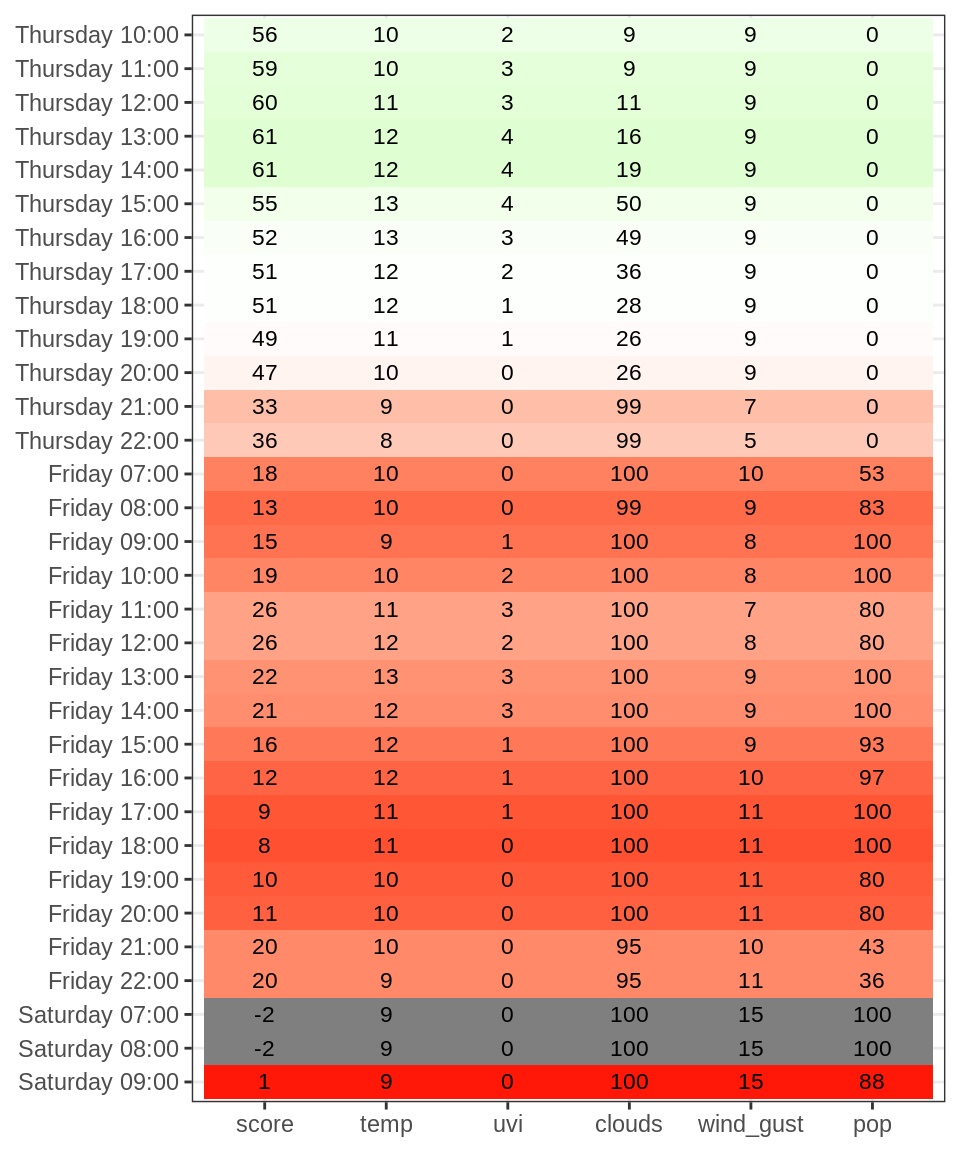 Thursday 10:00 56 10 2 9 9 0
Thursday 11:00 59 10 3 9 9 0
Thursday 12:00 60 11 3 11 9 0
Thursday 13:00 61 12 4 16 9 0
Thursday 14:00 61 12 4 19 9 0
Thursday 15:00 55 13 4 50 9 0
Thursday 16:00 52 13 3 49 9 0
Thursday 17:00 51 12 2 36 9 0
Thursday 18:00 51 12 1 28 9 0
Thursday 19:00 49 11 1 26 9 0
Thursday 20:00 47 10 0 26 9 0
Thursday 21:00 33 9 0 99 7 0
Thursday 22:00 36 8 0 99 5 0
Friday 07:00 18 10 0 100 10 53
Friday 08:00 13 10 0 99 9 83
Friday 09:00 15 9 1 100 8 100
Friday 10:00 19 10 2 100 8 100
Friday 11:00 26 11 3 100 7 80
Friday 12:00 26 12 2 100 8 80
Friday 13:00 22 13 3 100 9 100
Friday 14:00 21 12 3 100 9 100
Friday 15:00 16 12 1 100 9 93
Friday 16:00 12 12 1 100 10 97
Friday 17:00 9 11 1 100 11 100
Friday 18:00 8 11 0 100 11 100
Friday 19:00 10 10 0 100 11 80
Friday 20:00 11 10 0 100 11 80
Friday 21:00 20 10 0 95 10 43
Friday 22:00 20 9 0 95 11 36
Saturday 07:00 -2 9 0 100 15 100
Saturday 08:00 -2 9 0 100 15 100
Saturday 09:00 1 9 0 100 15 88
score temp uvi clouds wind_gust pop